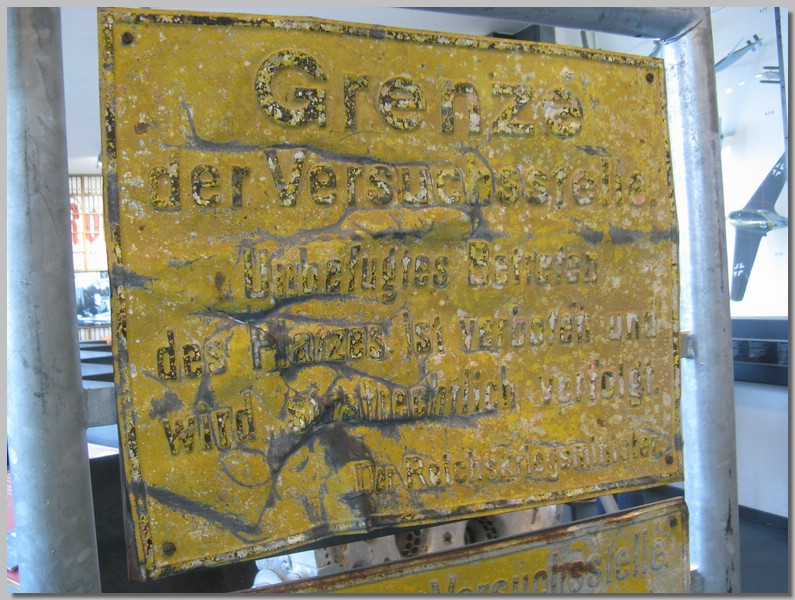 Grenze
der Versuchsstelle.
Unbefugtes Betreten
des Platzes ist verboten und
wird strafrechtlich verfolgt.
Der Reichskriegsminister.
Versuchsstelle.